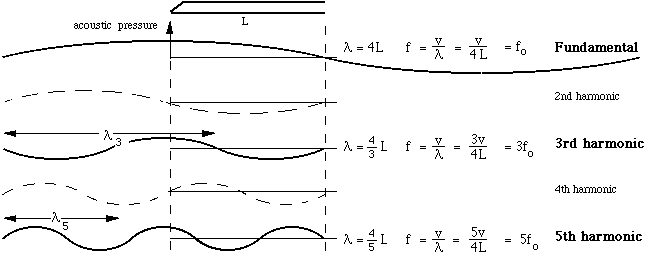 L
acoustic pressure
λ = 4L f = v/λ = v/4L = fo Fundamental
2nd harmonic
λ3
λ = 4/3 L f = v/λ = 3v/4L = 3fo 3rd harmonic
4th harmonic
λ5
λ = 4/5 L f = v/λ = 5v/4L = 5fo 5th harmonic